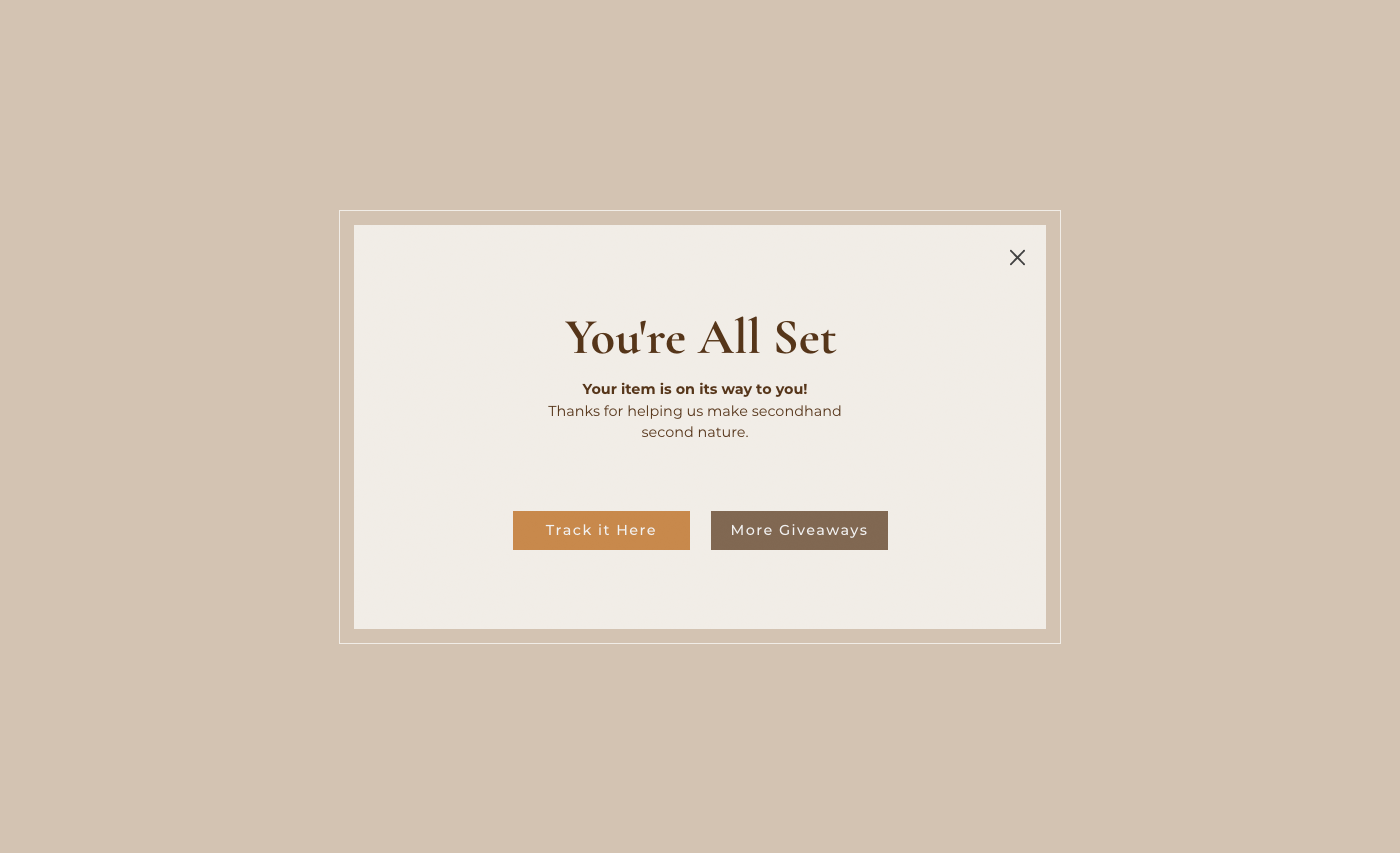 You're All Set
Your item is on its way to you!
Thanks for helping us make secondhand
second nature.
Track it Here
More Giveaways